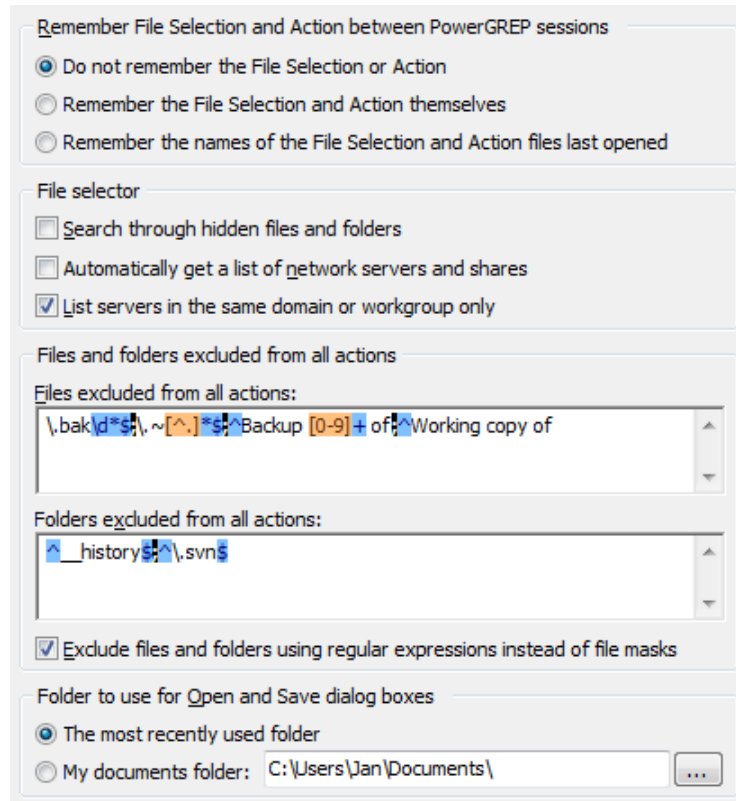 Remember File Selection and Action between PowerGREP sessions
Do not remember the File Selection or Action
Remember the File Selection and Action themselves
Remember the names of the File Selection and Action files last opened
File selector
Search through hidden files and folders
Automatically get a list of network servers and shares
List servers in the same domain or workgroup only
Files and folders excluded from all actions
Files excluded from all actions:
\.bak\d*$;\.~[^.]*$;^Backup [0-9]+ of;^Working copy of
Folders excluded from all actions:
^__history$;^\.svn$
Exclude files and folders using regular expressions instead of file masks
Folder to use for Open and Save dialog boxes
The most recently used folder
My documents folder: C:\Users\Jan\Documents\ ...